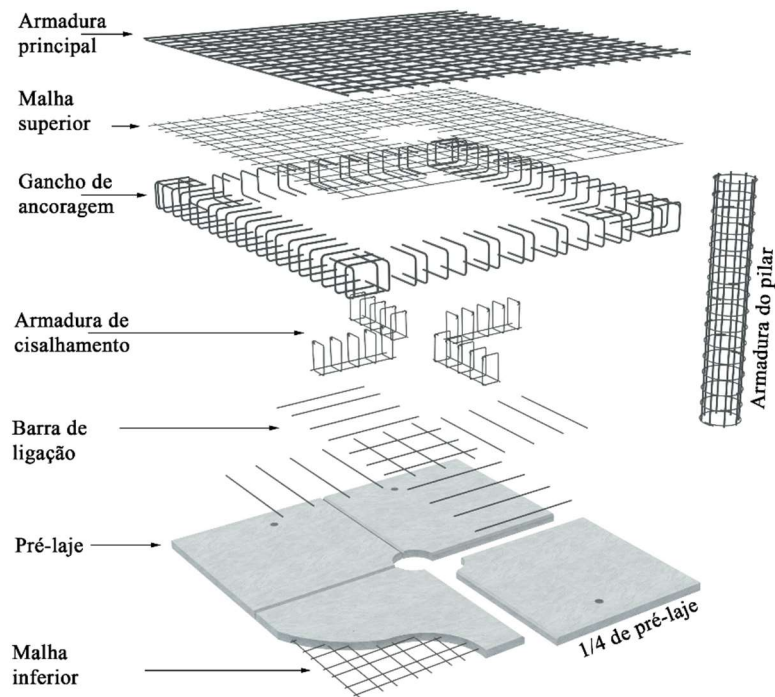 Armadura
principal
Malha
superior
Gancho de
ancoragem
Armadura do pilar
Armadura de
cisalhamento
Barra de
ligação
Pré-laje
1/4 de pré-laje
Malha
inferior